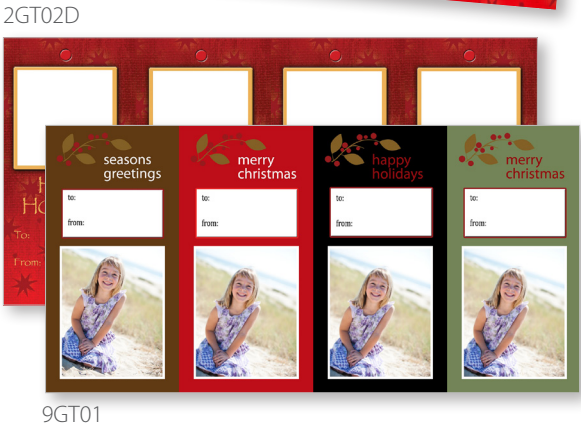 2GT02D
To:
From:
seasons
greetings
to:
from:
merry
christmas
to:
from:
happy
holidays
to:
from:
merry
christmas
to:
from:
9GT01